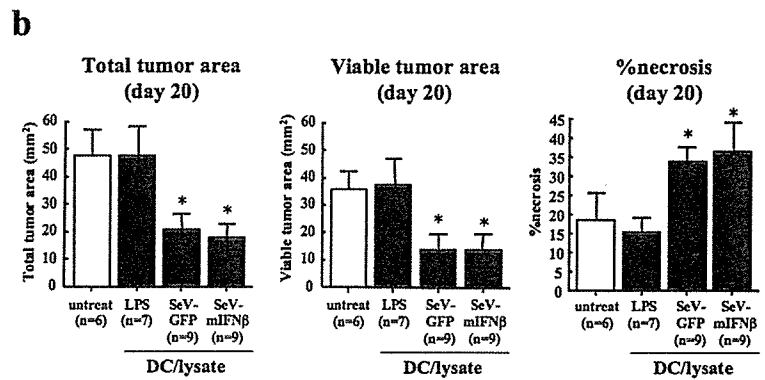 b
Total tumor area
(day 20)
Total tumor area (mm²)
60
50
40
30
20
10
0
*
*
untreat
(n=6)
LPS
(n=7)
SeV-
GFP
(n=9)
SeV-
mIFNβ
(n=9)
DC/lysate
Viable tumor area
(day 20)
Viable tumor area (mm²)
60
50
40
30
20
10
0
*
*
untreat
(n=6)
LPS
(n=7)
SeV-
GFP
(n=9)
SeV-
mIFNβ
(n=9)
DC/lysate
%necrosis
(day 20)
%necrosis
45
40
35
30
25
20
15
10
5
0
*
*
untreat
(n=6)
LPS
(n=7)
SeV-
GFP
(n=9)
SeV-
mIFNβ
(n=9)
DC/lysate